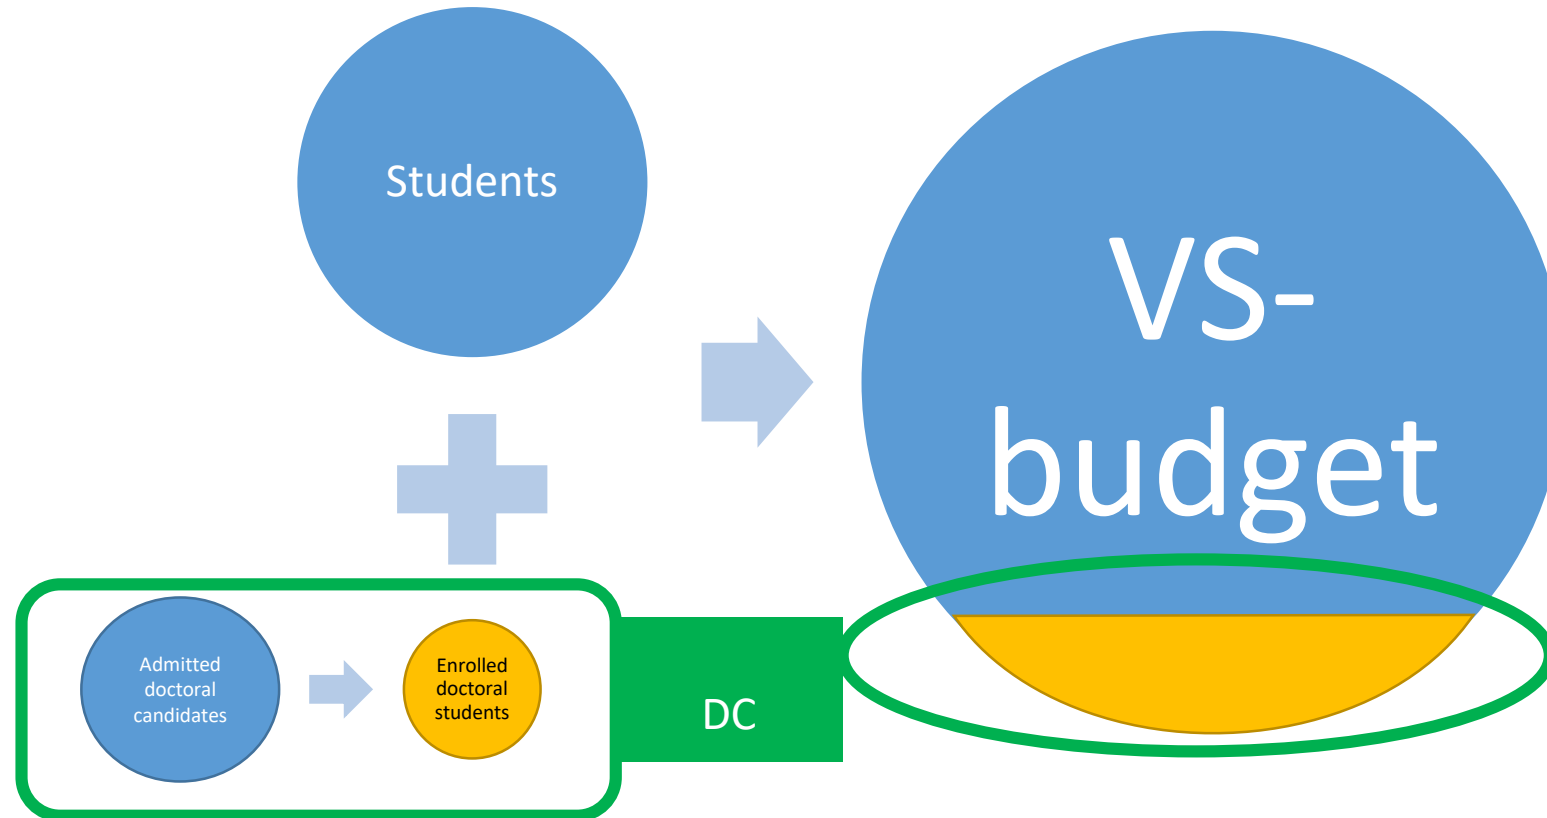 Students
VS-
budget
Admitted
doctoral
candidates
Enrolled
doctoral
students
DC